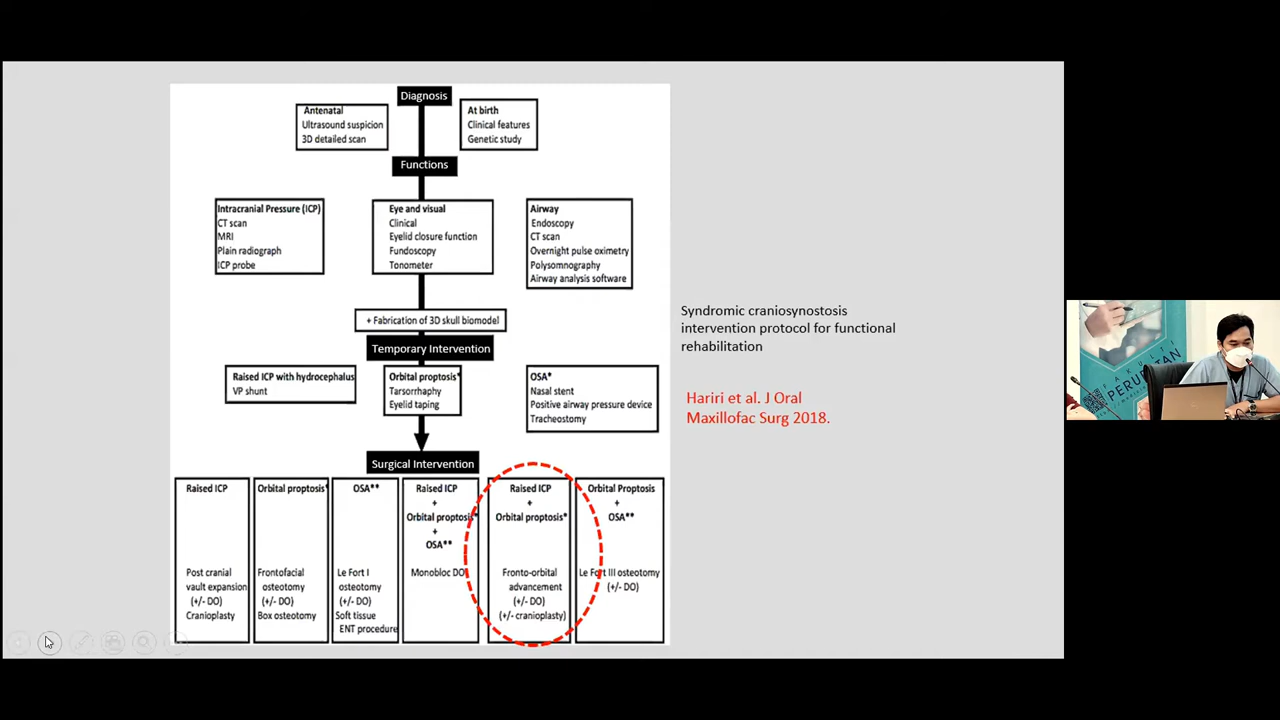 Diagnosis
Antenatal
Ultrasound suspicion
3D detailed scan
At birth
Clinical features
Genetic study
Functions
Intracranial Pressure (ICP)
CT scan
MRI
Plain radiograph
ICP probe
Eye and visual
Clinical
Eyelid closure function
Fundoscopy
Tonometer
Airway
Endoscopy
CT scan
Overnight pulse oximetry
Polysomnography
Airway analysis software
+ Fabrication of 3D skull biomodel
Temporary Intervention
Raised ICP with hydrocephalus
VP shunt
Orbital proptosis*
Tarsorrhaphy
Eyelid taping
OSA*
Nasal stent
Positive airway pressure device
Tracheostomy
Surgical Intervention
Raised ICP
Post cranial
vault expansion
(+/- DO)
Cranioplasty
Orbital proptosis*
Frontofacial
osteotomy
(+/- DO)
Box osteotomy
OSA**
Le Fort I
osteotomy
(+/- DO)
Soft tissue
ENT procedure
Raised ICP
+
Orbital proptosis*
+
OSA**
Monobloc DO
Raised ICP
+
Orbital proptosis*
Fronto-orbital
advancement
(+/- DO)
(+/- cranioplasty)
Orbital Proptosis
+
OSA**
Le Fort III osteotomy
(+/- DO)
Syndromic craniosynostosis
intervention protocol for functional
rehabilitation
Hariri et al. J Oral
Maxillofac Surg 2018.
FAKULTI